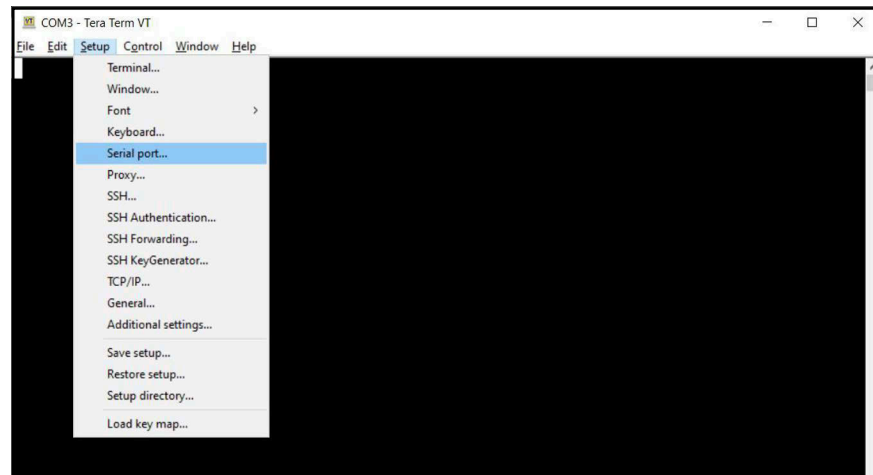 VT COM3 - Tera Term VT
File Edit Setup Control Window Help
Terminal...
Window...
Font
Keyboard...
Serial port...
Proxy...
SSH...
SSH Authentication...
SSH Forwarding...
SSH KeyGenerator...
TCP/IP...
General...
Additional settings...
Save setup...
Restore setup...
Setup directory...
Load key map...